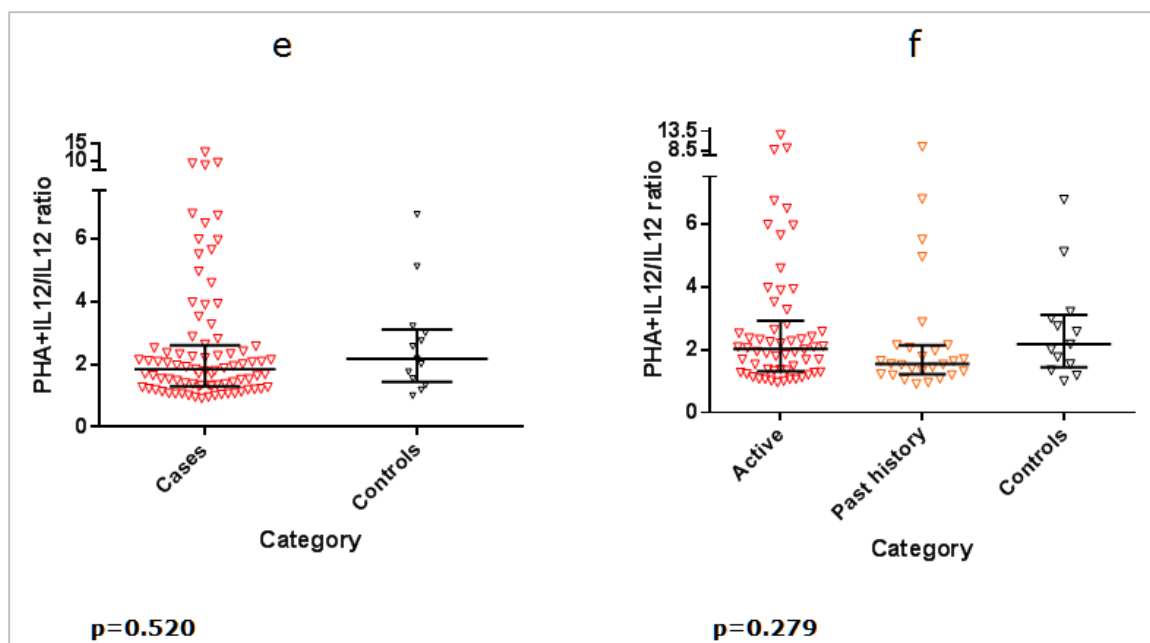 e
PHA+IL12/IL12 ratio
15
10
6
4
2
0
Cases
Controls
Category
p=0.520
f
PHA+IL12/IL12 ratio
13.5
8.5
6
4
2
0
Active
Past history
Controls
Category
p=0.279